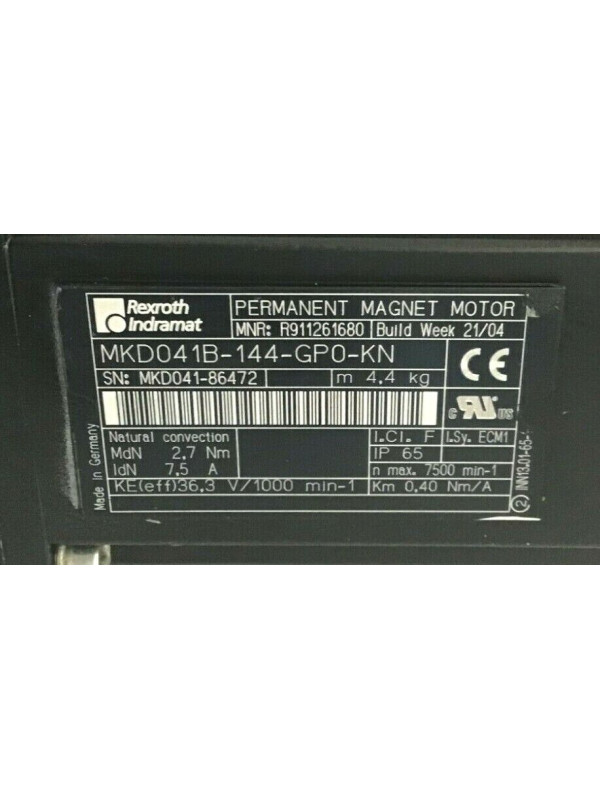 Rexroth
Indramat
PERMANENT MAGNET MOTOR
MNR: R911261680 Build Week 21/04
MKD041B-144-GP0-KN
SN: MKD041-86472 m 4,4 kg
CE
c RU us
Natural convection I.Cl. F I.Sy. ECM1
MdN 2,7 Nm IP 65
IdN 7,5 A n max. 7500 min-1
KE(eff)36,3 V/1000 min-1 Km 0,40 Nm/A
Made in Germany
(2) INN13.01-65-